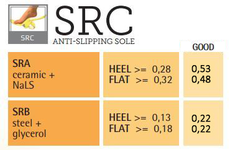 SRC
SRC
ANTI-SLIPPING SOLE
GOOD
SRA
ceramic +
NaLS
HEEL >= 0,28
FLAT >= 0,32
0,53
0,48
SRB
steel +
glycerol
HEEL >= 0,13
FLAT >= 0,18
0,22
0,22